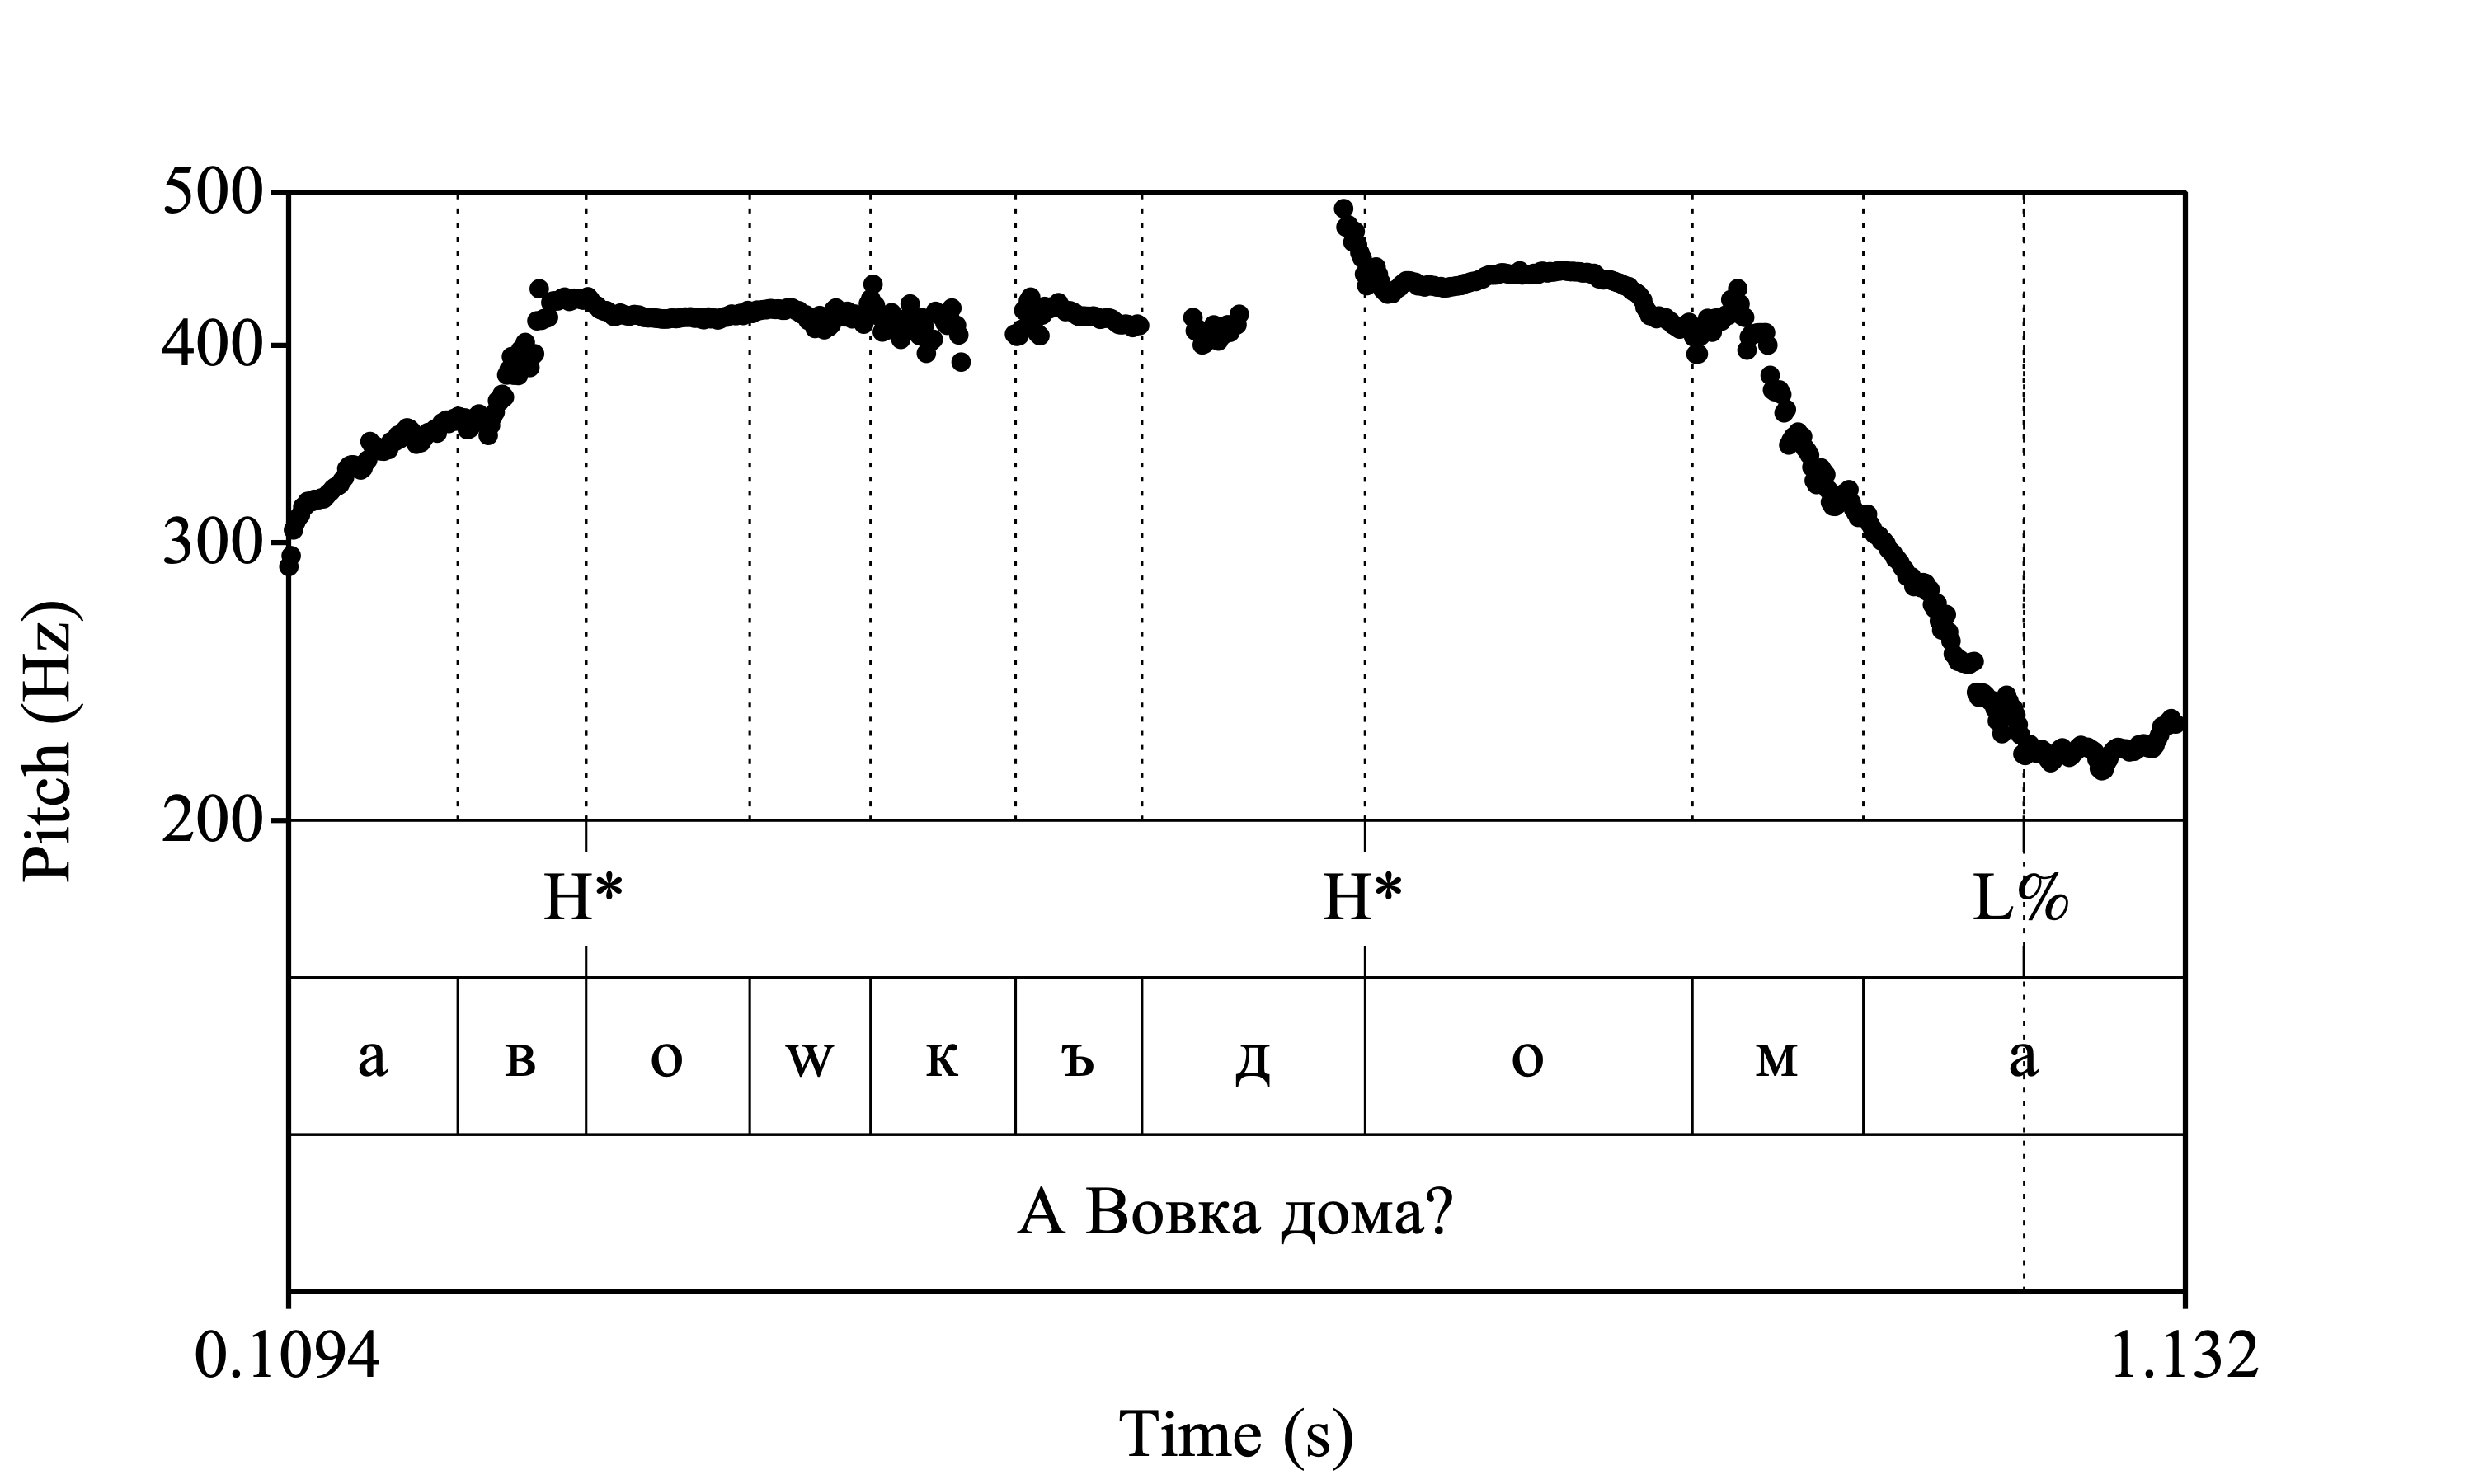 500
400
300
200
Pitch (Hz)
H* H* L%
а в о w к ъ д о м а
А Вовка дома?
0.1094 1.132
Time (s)